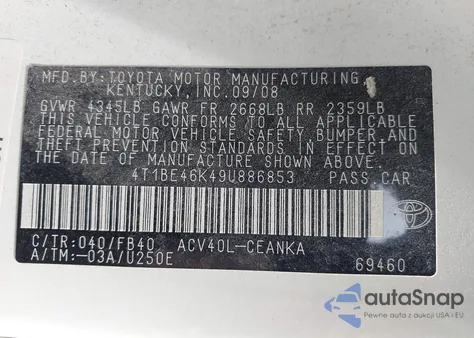 MFD.BY:TOYOTA MOTOR MANUFACTURING
KENTUCKY, INC.09/08
GVWR 4345LB GAWR FR 2668LB RR 2359LB
THIS VEHICLE CONFORMS TO ALL APPLICABLE
FEDERAL MOTOR VEHICLE SAFETY, BUMPER, AND
THEFT PREVENTION STANDARDS IN EFFECT ON
THE DATE OF MANUFACTURE SHOWN ABOVE.
4T1BE46K49U886853 PASS.CAR
C/TR:040/FB40 ACV40L-CEANKA
A/TM:-03A/U250E 69460
autoSnap
Pewne auta z aukcji USA i EU